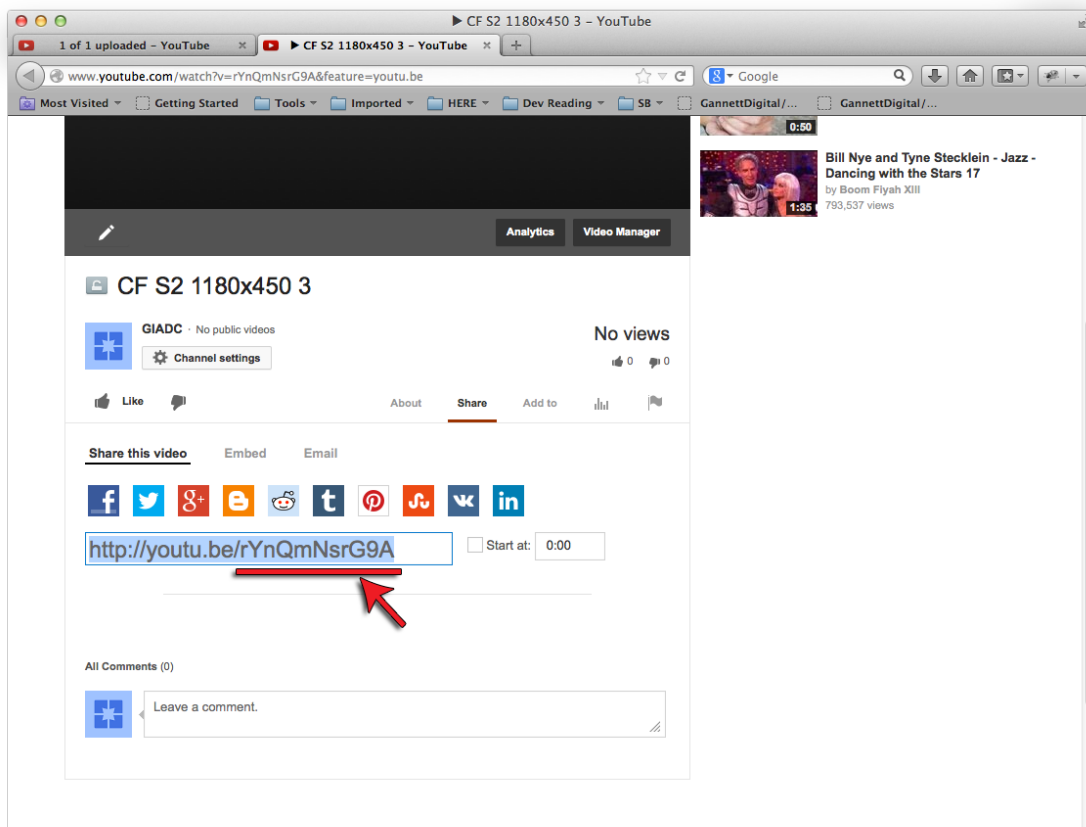 ▶ CF S2 1180x450 3 – YouTube
1 of 1 uploaded – YouTube × ▶ CF S2 1180x450 3 – YouTube × +
www.youtube.com/watch?v=rYnQmNsrG9A&feature=youtu.be Google
Most Visited Getting Started Tools Imported HERE Dev Reading SB GannettDigital/... GannettDigital/...
0:50
Bill Nye and Tyne Stecklein - Jazz -
Dancing with the Stars 17
by Boom Flyah XIII
793,537 views
1:35
Analytics Video Manager
CF S2 1180x450 3
GIADC · No public videos
Channel settings
No views
0 0
Like About Share Add to
Share this video Embed Email
http://youtu.be/rYnQmNsrG9A Start at: 0:00
All Comments (0)
Leave a comment.